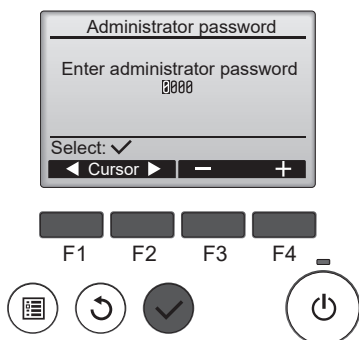 Administrator password
Enter administrator password
0000
Select: ✓
◀ Cursor ▶ − +
F1 F2 F3 F4